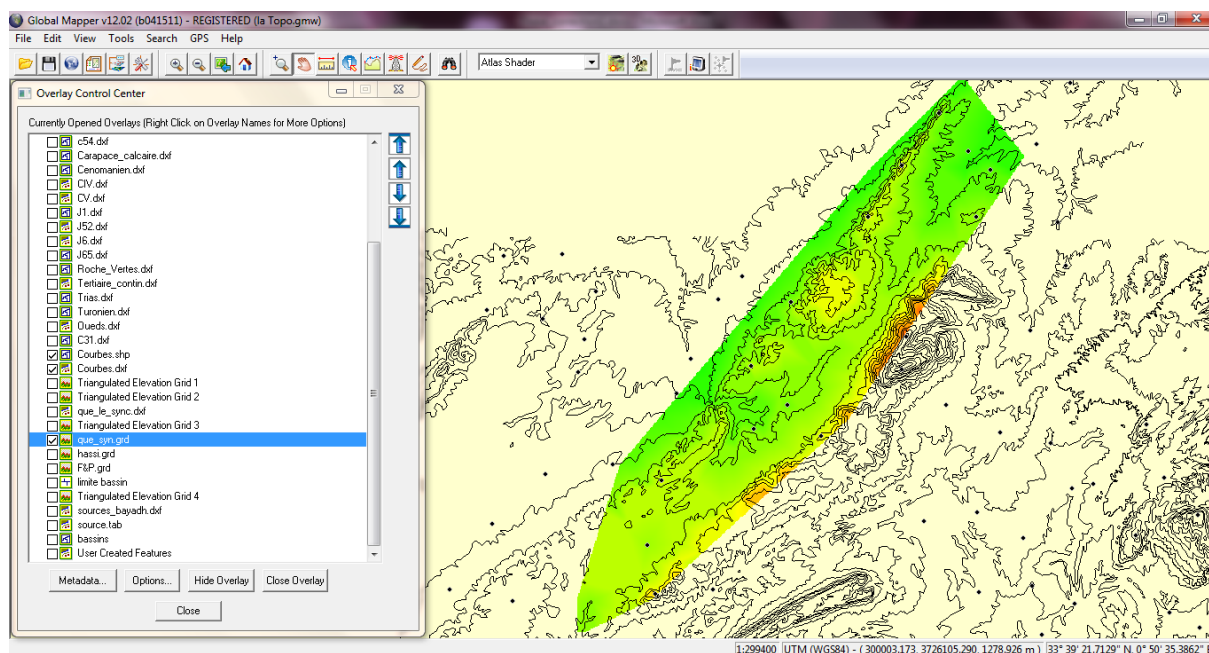 Global Mapper v12.02 (b041511) - REGISTERED (la Topo.gmw)
File Edit View Tools Search GPS Help
Atlas Shader
Overlay Control Center
Currently Opened Overlays (Right Click on Overlay Names for More Options)
c54.dxf
Carapace_calcaire.dxf
Cenomanien.dxf
CIV.dxf
CV.dxf
J1.dxf
J52.dxf
J6.dxf
J65.dxf
Roche_Vertes.dxf
Tertiaire_contin.dxf
Trias.dxf
Turonien.dxf
Oueds.dxf
C31.dxf
Courbes.shp
Courbes.dxf
Triangulated Elevation Grid 1
Triangulated Elevation Grid 2
que_le_sync.dxf
Triangulated Elevation Grid 3
que_syn.grd
hassi.grd
F&P.grd
limite bassin
Triangulated Elevation Grid 4
sources_bayadh.dxf
source.tab
bassins
User Created Features
Metadata... Options... Hide Overlay Close Overlay
Close
1:299400 UTM (WGS84) - ( 300003.173, 3726105.290, 1278.926 m ) 33° 39' 21.7129" N, 0° 50' 35.3862" E